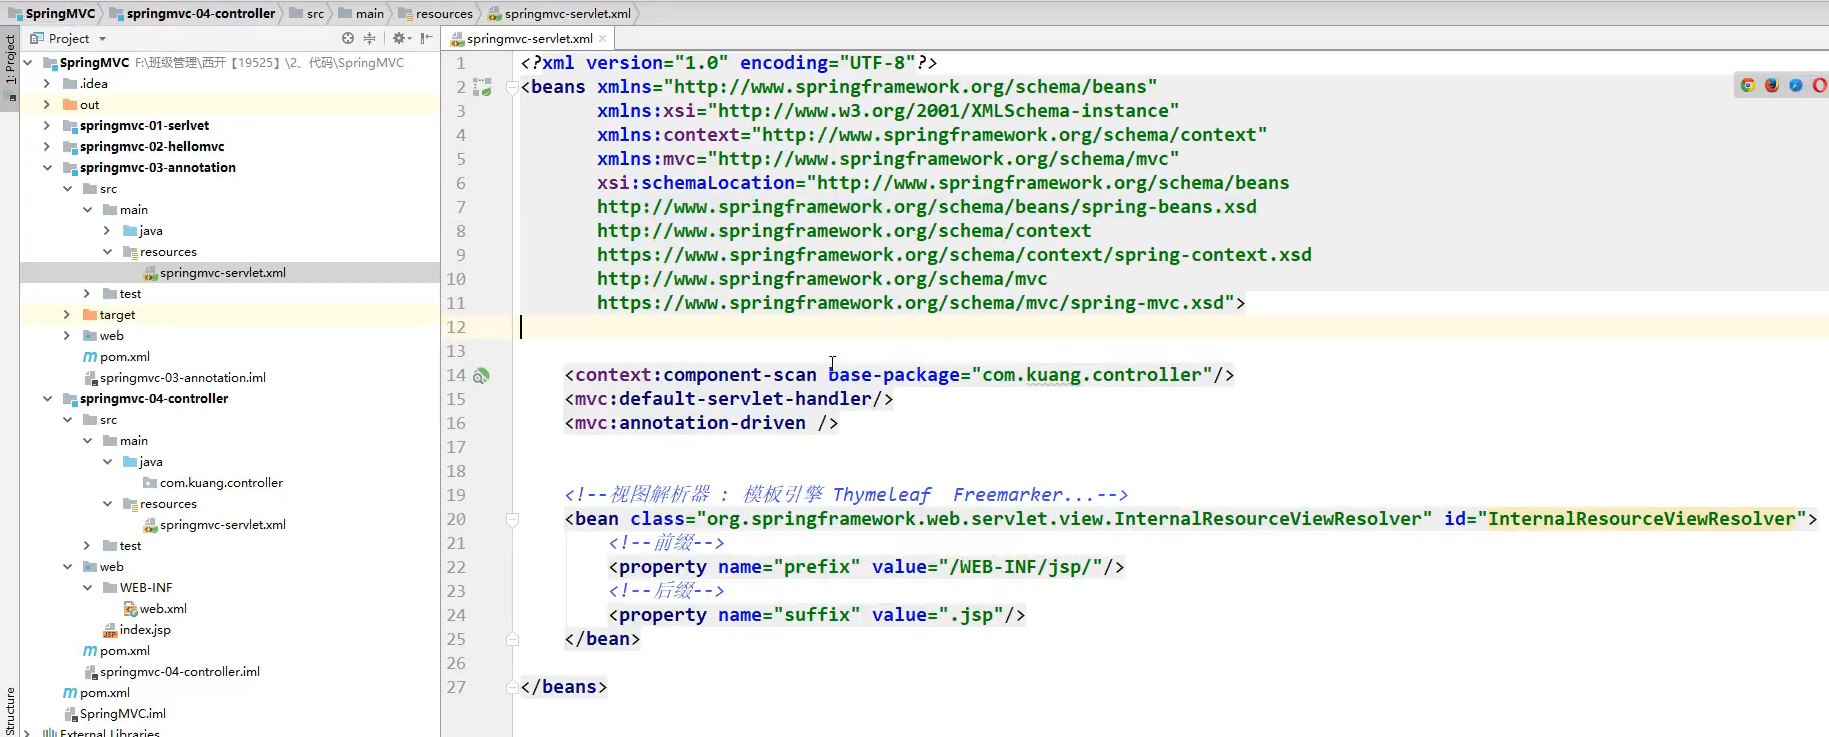 SpringMVC springmvc-04-controller src main resources springmvc-servlet.xml
1: Project
Structure
Project
SpringMVC F:\班级管理\西开【19525】\2、代码\SpringMVC
.idea
out
springmvc-01-serlvet
springmvc-02-hellomvc
springmvc-03-annotation
src
main
java
resources
springmvc-servlet.xml
test
target
web
pom.xml
springmvc-03-annotation.iml
springmvc-04-controller
src
main
java
com.kuang.controller
resources
springmvc-servlet.xml
test
web
WEB-INF
web.xml
index.jsp
pom.xml
springmvc-04-controller.iml
pom.xml
SpringMVC.iml
External Libraries
springmvc-servlet.xml
1 <?xml version="1.0" encoding="UTF-8"?>
2 <beans xmlns="http://www.springframework.org/schema/beans"
3 xmlns:xsi="http://www.w3.org/2001/XMLSchema-instance"
4 xmlns:context="http://www.springframework.org/schema/context"
5 xmlns:mvc="http://www.springframework.org/schema/mvc"
6 xsi:schemaLocation="http://www.springframework.org/schema/beans
7 http://www.springframework.org/schema/beans/spring-beans.xsd
8 http://www.springframework.org/schema/context
9 https://www.springframework.org/schema/context/spring-context.xsd
10 http://www.springframework.org/schema/mvc
11 https://www.springframework.org/schema/mvc/spring-mvc.xsd">
12
13
14 <context:component-scan base-package="com.kuang.controller"/>
15 <mvc:default-servlet-handler/>
16 <mvc:annotation-driven />
17
18
19 <!--视图解析器 : 模板引擎 Thymeleaf Freemarker...-->
20 <bean class="org.springframework.web.servlet.view.InternalResourceViewResolver" id="InternalResourceViewResolver">
21 <!--前缀-->
22 <property name="prefix" value="/WEB-INF/jsp/"/>
23 <!--后缀-->
24 <property name="suffix" value=".jsp"/>
25 </bean>
26
27 </beans>